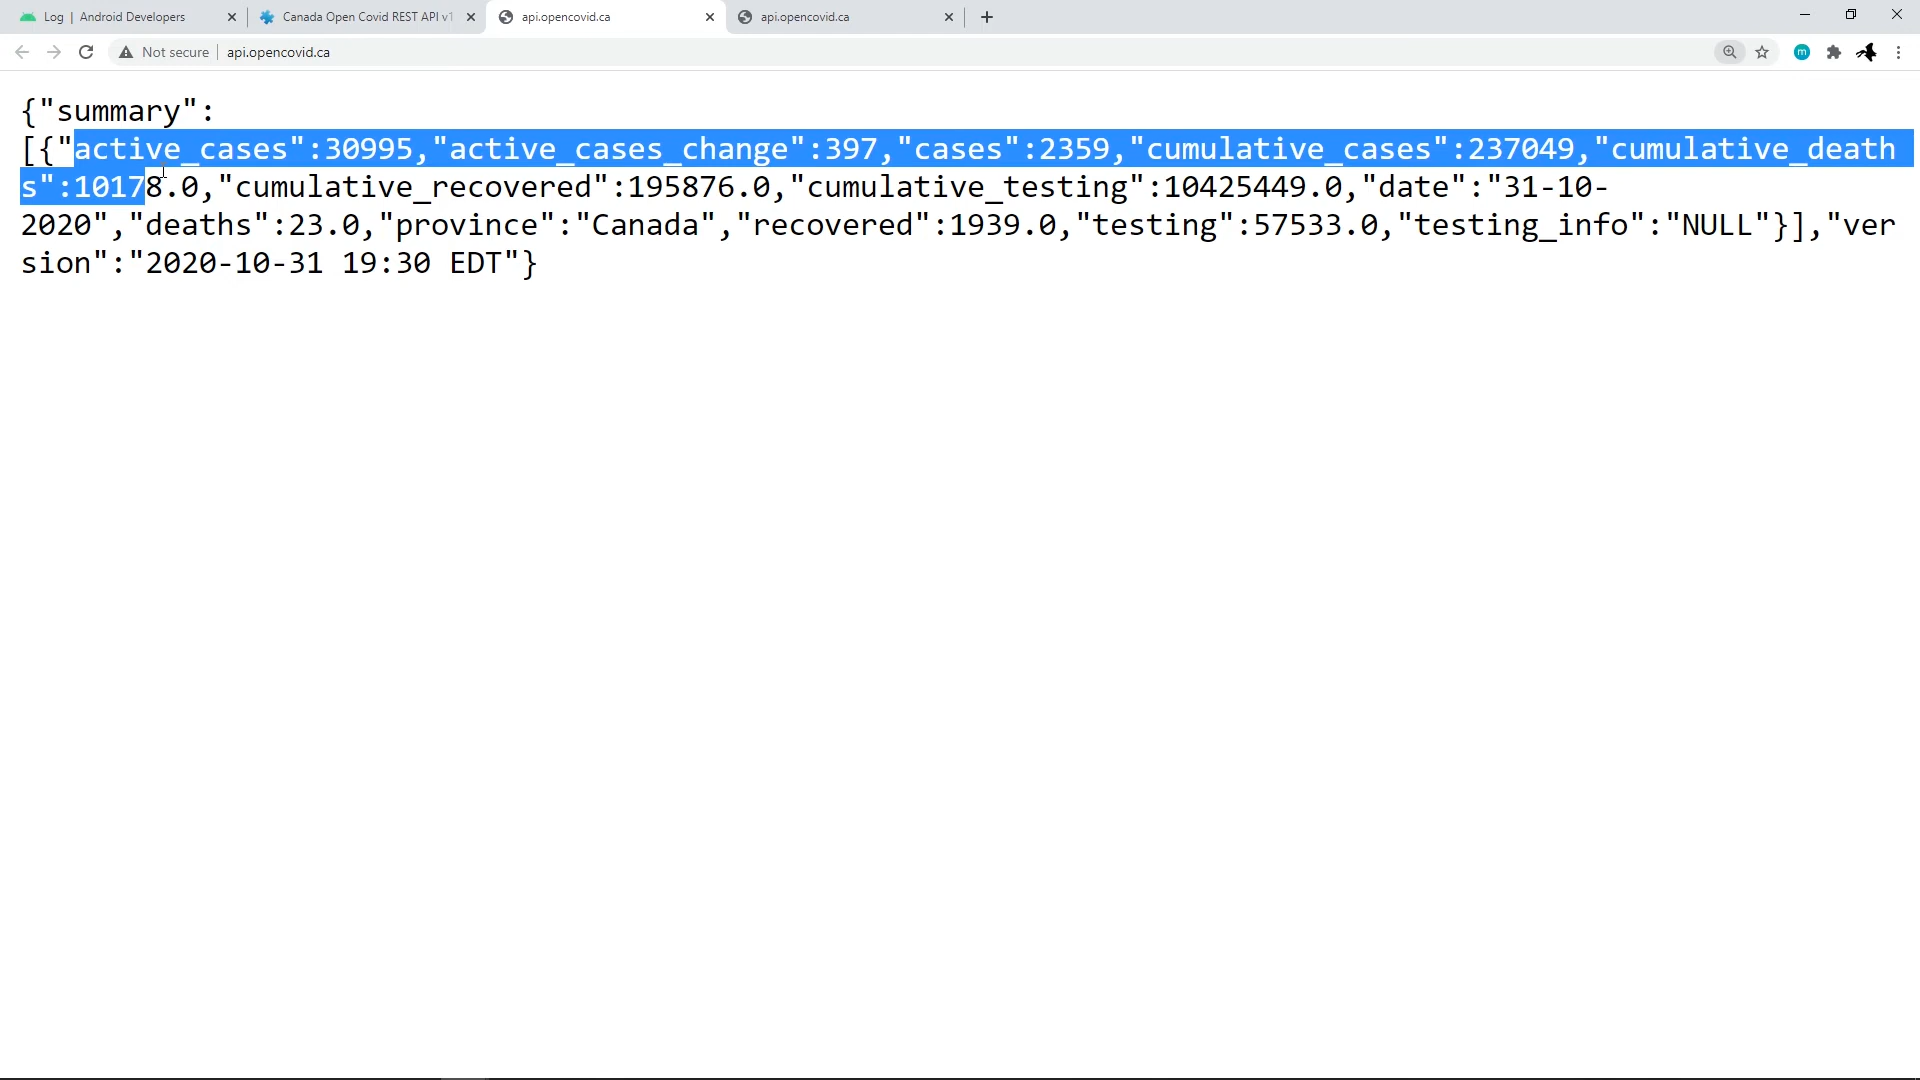 Log | Android Developers
Canada Open Covid REST API v1
api.opencovid.ca
api.opencovid.ca
Not secure | api.opencovid.ca
m
{"summary":
[{"active_cases":30995,"active_cases_change":397,"cases":2359,"cumulative_cases":237049,"cumulative_death
s":10178.0,"cumulative_recovered":195876.0,"cumulative_testing":10425449.0,"date":"31-10-
2020","deaths":23.0,"province":"Canada","recovered":1939.0,"testing":57533.0,"testing_info":"NULL"}],"ver
sion":"2020-10-31 19:30 EDT"}